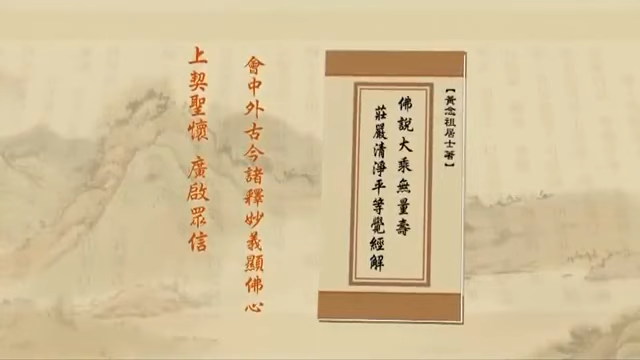 【黃念祖居士著】
佛說大乘無量壽
莊嚴清淨平等覺經解
會中外古今諸釋妙義顯佛心
上契聖懷 廣啟眾信